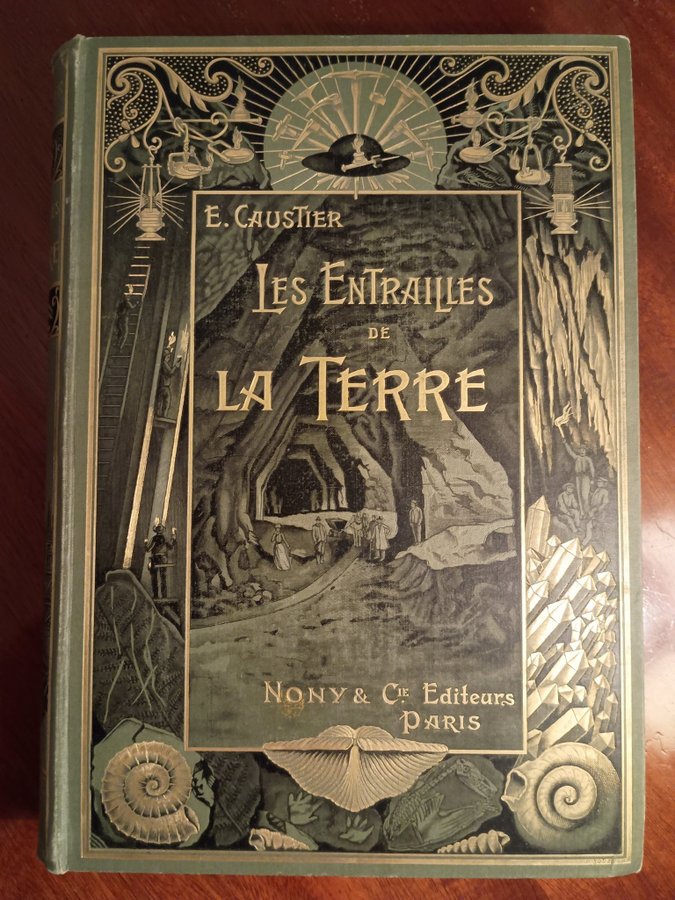 E. Caustier
Les Entrailles
de
la Terre
Nony & Cie. Editeurs
Paris